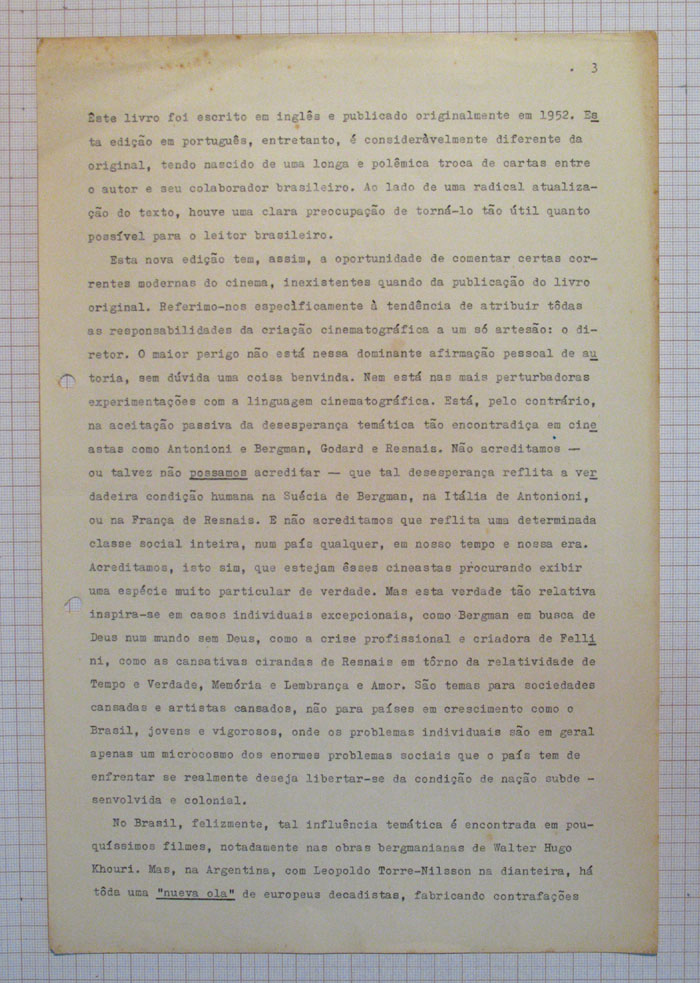 . 3
Êste livro foi escrito em inglês e publicado originalmente em 1952. Es
ta edição em português, entretanto, é consideràvelmente diferente da
original, tendo nascido de uma longa e polêmica troca de cartas entre
o autor e seu colaborador brasileiro. Ao lado de uma radical atualiza-
ção do texto, houve uma clara preocupação de torná-lo tão útil quanto
possível para o leitor brasileiro.
Esta nova edição tem, assim, a oportunidade de comentar certas cor-
rentes modernas do cinema, inexistentes quando da publicação do livro
original. Referimo-nos especìficamente à tendência de atribuir tôdas
as responsabilidades da criação cinematográfica a um só artesão: o di-
retor. O maior perigo não está nessa dominante afirmação pessoal de au
toria, sem dúvida uma coisa benvinda. Nem está nas mais perturbadoras
experimentações com a linguagem cinematográfica. Está, pelo contrário,
na aceitação passiva da desesperança temática tão encontradiça em cine
astas como Antonioni e Bergman, Godard e Resnais. Não acreditamos —
ou talvez não possamos acreditar — que tal desesperança reflita a ver
dadeira condição humana na Suécia de Bergman, na Itália de Antonioni,
ou na França de Resnais. E não acreditamos que reflita uma determinada
classe social inteira, num país qualquer, em nosso tempo e nossa era.
Acreditamos, isto sim, que estejam êsses cineastas procurando exibir
uma espécie muito particular de verdade. Mas esta verdade tão relativa
inspira-se em casos individuais excepcionais, como Bergman em busca de
Deus num mundo sem Deus, como a crise profissional e criadora de Felli
ni, como as cansativas cirandas de Resnais em tôrno da relatividade de
Tempo e Verdade, Memória e Lembrança e Amor. São temas para sociedades
cansadas e artistas cansados, não para países em crescimento como o
Brasil, jovens e vigorosos, onde os problemas individuais são em geral
apenas um microcosmo dos enormes problemas sociais que o país tem de
enfrentar se realmente deseja libertar-se da condição de nação subde -
senvolvida e colonial.
No Brasil, felizmente, tal influência temática é encontrada em pou-
quíssimos filmes, notadamente nas obras bergmanianas de Walter Hugo
Khouri. Mas, na Argentina, com Leopoldo Torre-Nilsson na dianteira, há
tôda uma "nueva ola" de europeus decadistas, fabricando contrafações